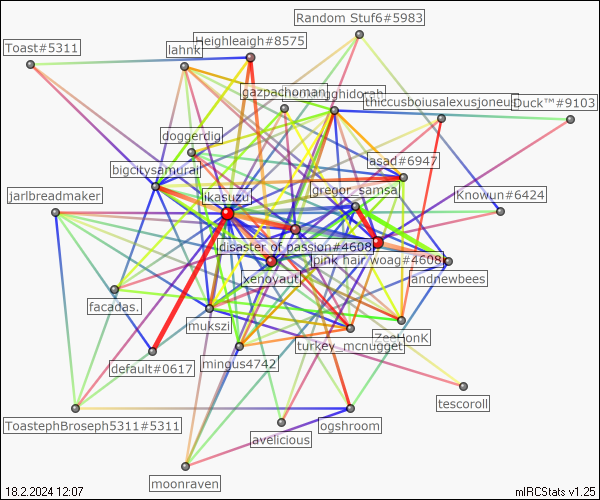 Random Stuf6#5983
Toast#5311
lahnk
Heighleaigh#8575
gazpachoman
thiccusboiusalexusjoneus
Duck™#9103
doggerdig
bigcitysamurai
asad#6947
jarlbreadmaker
ikasuzu
gregor_samsa
Knowun#6424
disaster of passion#4608
pink hair woag#4608
xenoyaut
andnewbees
facadas.
mukszi
ZeeHonK
turkey_mcnugget
default#0617
mingus4742
tescoroll
ToastephBroseph5311#5311
ogshroom
avelicious
moonraven
18.2.2024 12:07
mIRCStats v1.25